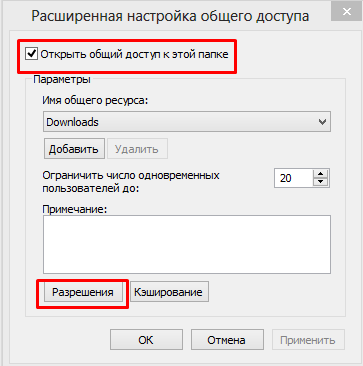 Расширенная настройка общего доступа
Открыть общий доступ к этой папке
Параметры
Имя общего ресурса:
Downloads
Добавить Удалить
Ограничить число одновременных
пользователей до:
20
Примечание:
Разрешения Кэширование
ОК Отмена Применить